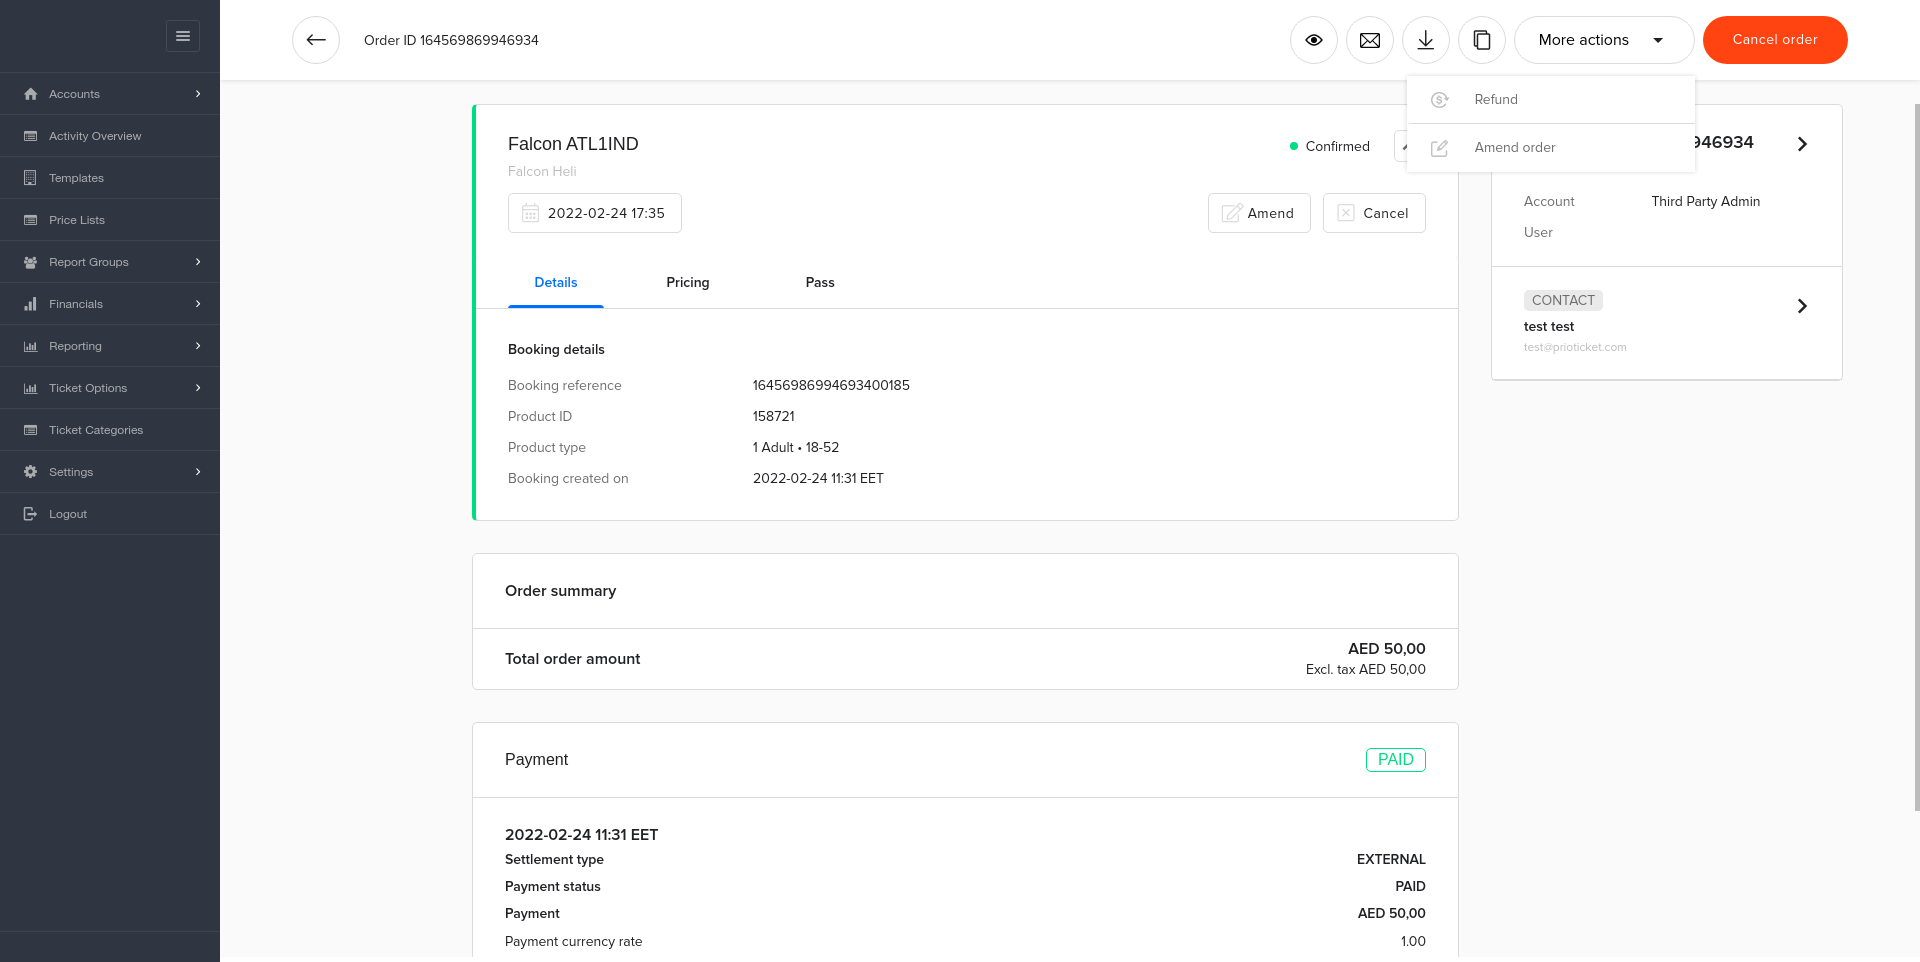 Order ID 164569869946934
More actions
Cancel order
Refund
Amend order
Accounts
Activity Overview
Templates
Price Lists
Report Groups
Financials
Reporting
Ticket Options
Ticket Categories
Settings
Logout
Falcon ATL1IND
Confirmed
Falcon Heli
2022-02-24 17:35
Amend
Cancel
Details
Pricing
Pass
Booking details
Booking reference 16456986994693400185
Product ID 158721
Product type 1 Adult • 18-52
Booking created on 2022-02-24 11:31 EET
Order summary
Total order amount
AED 50,00
Excl. tax AED 50,00
Payment
PAID
2022-02-24 11:31 EET
Settlement type EXTERNAL
Payment status PAID
Payment AED 50,00
Payment currency rate 1.00
946934
Account Third Party Admin
User
CONTACT
test test
test@prioticket.com